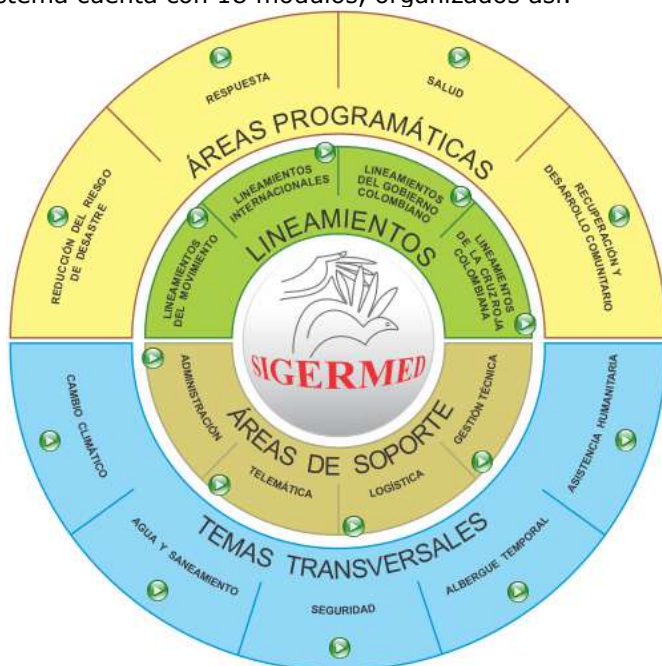 cuenta con módulos, organizados así:
RESPUESTA
SALUD
ÁREAS PROGRAMÁTICAS
REDUCCIÓN DEL RIESGO
DE DESASTRE
RECUPERACIÓN Y
DESARROLLO COMUNITARIO
LINEAMIENTOS
INTERNACIONALES
LINEAMIENTOS
DEL GOBIERNO
COLOMBIANO
LINEAMIENTOS
LINEAMIENTOS
DEL MOVIMIENTO
LINEAMIENTOS
DE LA CRUZ ROJA
COLOMBIANA
SIGERMED
ADMINISTRACIÓN
GESTIÓN TÉCNICA
ÁREAS DE SOPORTE
TELEMÁTICA
LOGÍSTICA
CAMBIO CLIMÁTICO
ASISTENCIA HUMANITARIA
TEMAS TRANSVERSALES
AGUA Y SANEAMIENTO
ALBERGUE TEMPORAL
SEGURIDAD